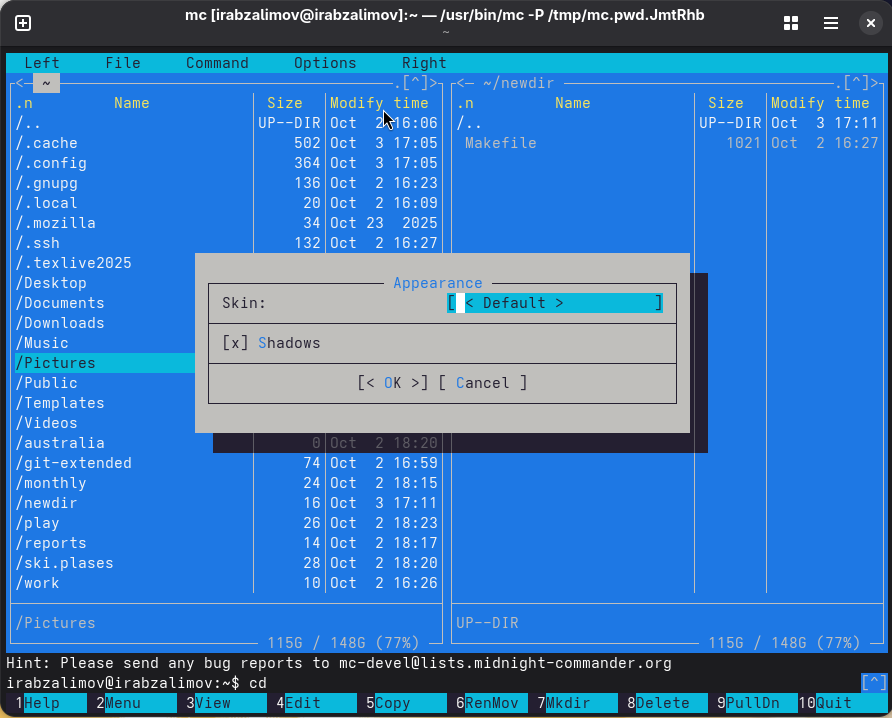 mc [irabzalimov@irabzalimov]:~ — /usr/bin/mc -P /tmp/mc.pwd.JmtRhb
~
Left File Command Options Right
<— ~ .[^]> <— ~/newdir .[^]>
.n Name Size Modify time .n Name Size Modify time
/.. UP--DIR Oct 2 16:06 /.. UP--DIR Oct 3 17:11
/.cache 502 Oct 3 17:05 Makefile 1021 Oct 2 16:27
/.config 364 Oct 3 17:05
/.gnupg 136 Oct 2 16:23
/.local 20 Oct 2 16:09
/.mozilla 34 Oct 23 2025
/.ssh 132 Oct 2 16:27
/.texlive2025
/Desktop
/Documents
/Downloads
/Music
/Pictures
/Public
/Templates
/Videos
/australia 0 Oct 2 18:20
/git-extended 74 Oct 2 16:59
/monthly 24 Oct 2 18:15
/newdir 16 Oct 3 17:11
/play 26 Oct 2 18:23
/reports 14 Oct 2 18:17
/ski.plases 28 Oct 2 18:20
/work 10 Oct 2 16:26
Appearance
Skin: [ < Default > ]
[x] Shadows
[< OK >] [ Cancel ]
/Pictures UP--DIR
115G / 148G (77%) 115G / 148G (77%)
Hint: Please send any bug reports to mc-devel@lists.midnight-commander.org
irabzalimov@irabzalimov:~$ cd [^]
1Help 2Menu 3View 4Edit 5Copy 6RenMov 7Mkdir 8Delete 9PullDn 10Quit